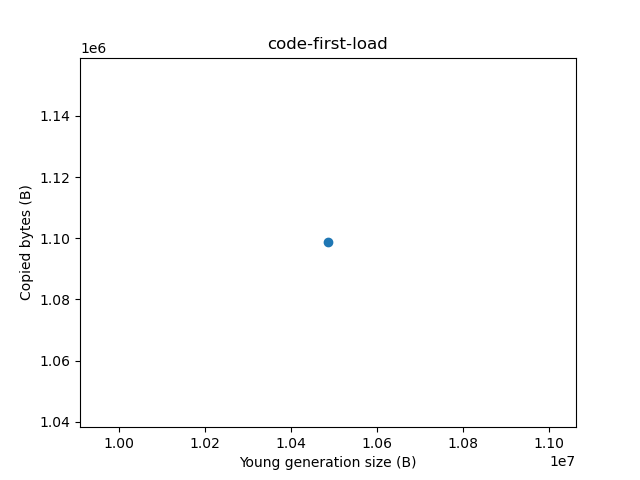 code-first-load
1e6
1.14
1.12
1.10
1.08
1.06
1.04
Copied bytes (B)
1.00 1.02 1.04 1.06 1.08 1.10
1e7
Young generation size (B)